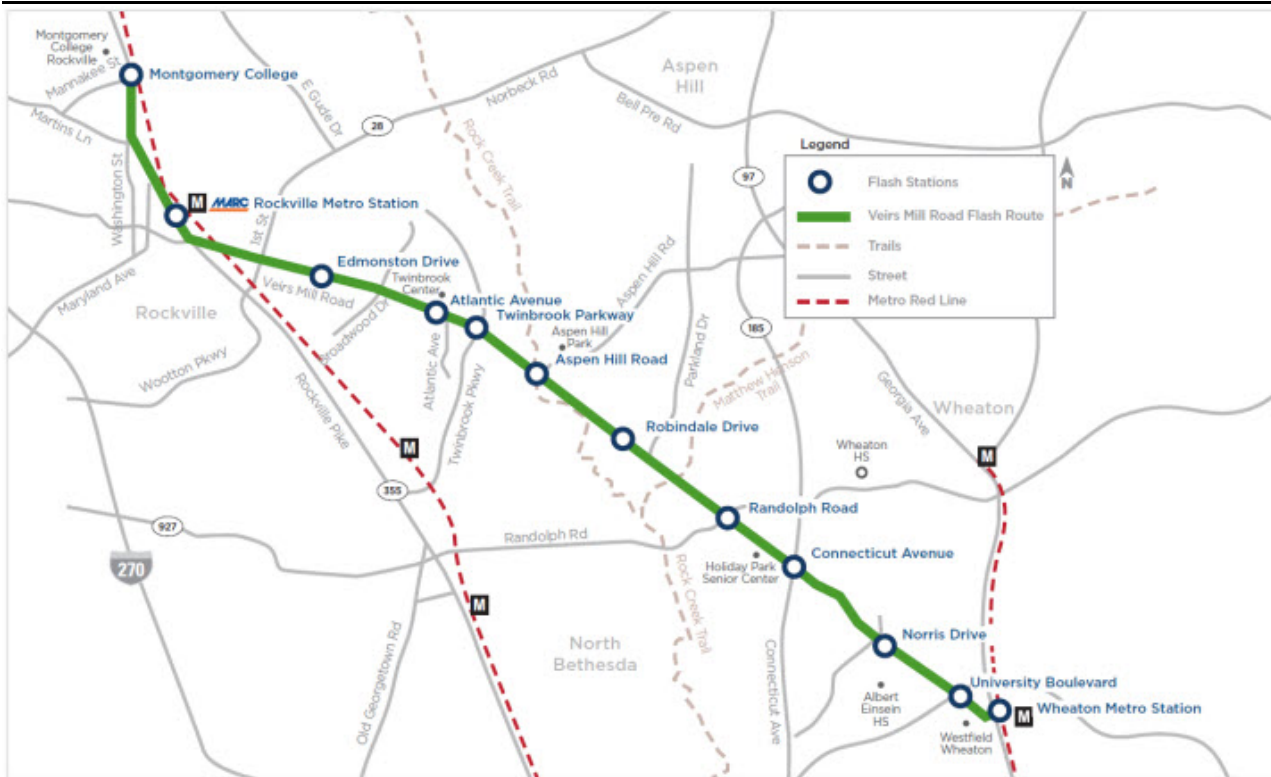 Montgomery
College
Rockville
Montgomery College
Mannakee St
Martins Ln
E Gude Dr
28
Norbeck Rd
Aspen
Hill
Bell Pre Rd
Rock Creek Trail
Washington St
M
MARC
Rockville Metro Station
1st St
Maryland Ave
Rockville
Veirs Mill Road
Edmonston Drive
Twinbrook
Center
Broadwood Dr
Atlantic Avenue
Twinbrook Parkway
Atlantic Ave
Twinbrook Pkwy
Aspen Hill
Park
Aspen Hill Rd
Aspen Hill Road
Parkland Dr
97
Legend
Flash Stations
Veirs Mill Road Flash Route
Trails
Street
Metro Red Line
N
185
Matthew Henson
Trail
Georgia Ave
Wheaton
Wootton Pkwy
Rockville Pike
M
355
Robindale Drive
Wheaton
HS
M
927
270
Randolph Rd
Randolph Road
Holiday Park
Senior Center
Connecticut Avenue
M
Rock Creek Trail
Old Georgetown Rd
North
Bethesda
Connecticut Ave
Norris Drive
Albert
Einsein
HS
University Boulevard
Wheaton Metro Station
M
Westfield
Wheaton